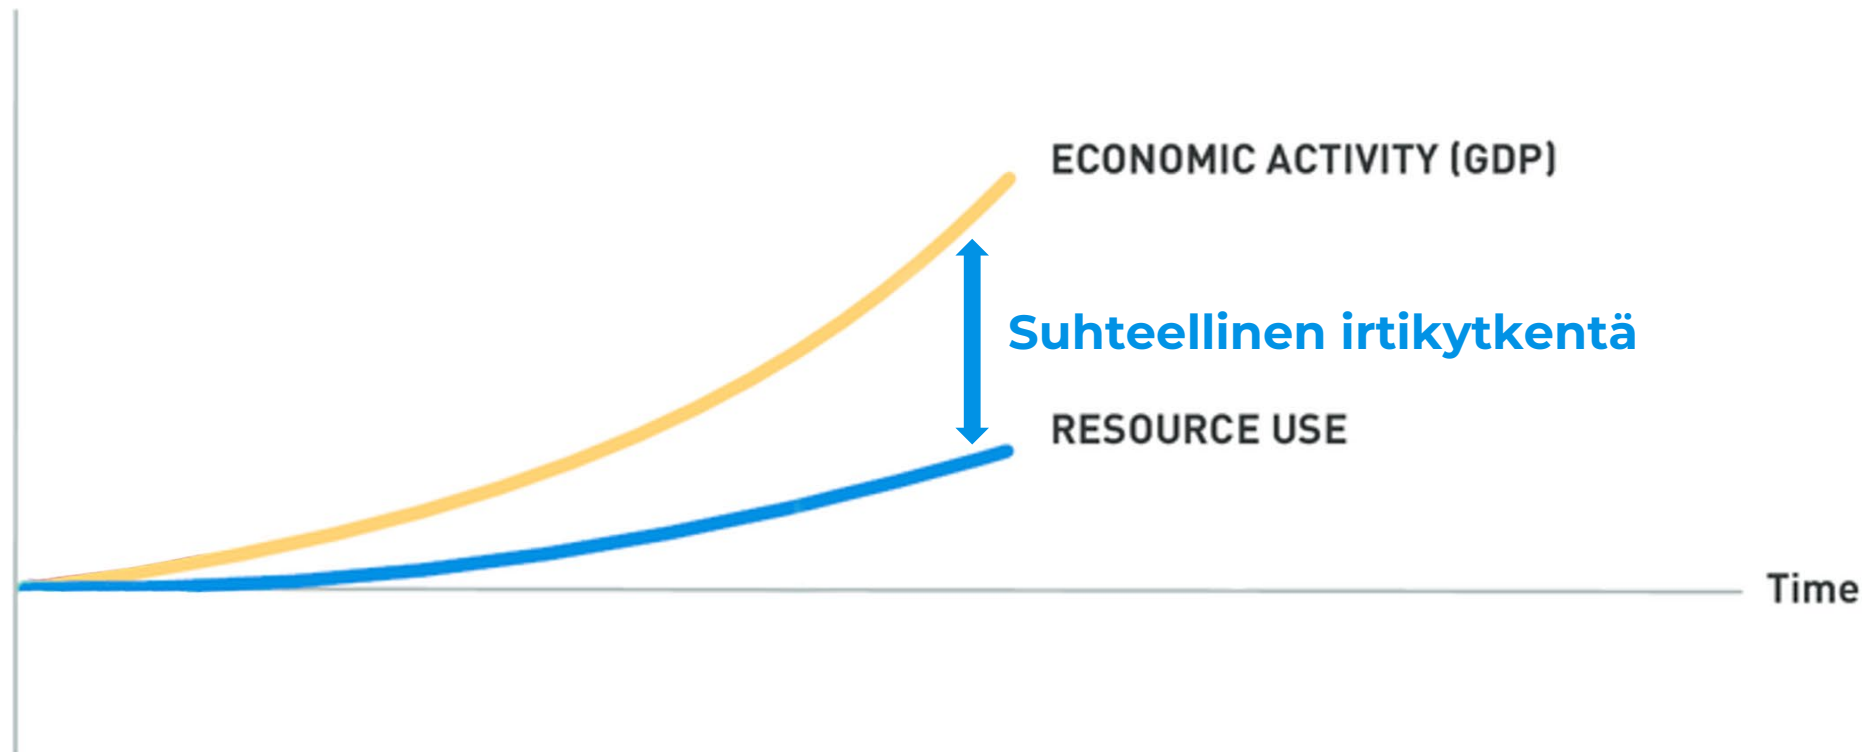 ECONOMIC ACTIVITY (GDP)
Suhteellinen irtikytkentä
RESOURCE USE
Time